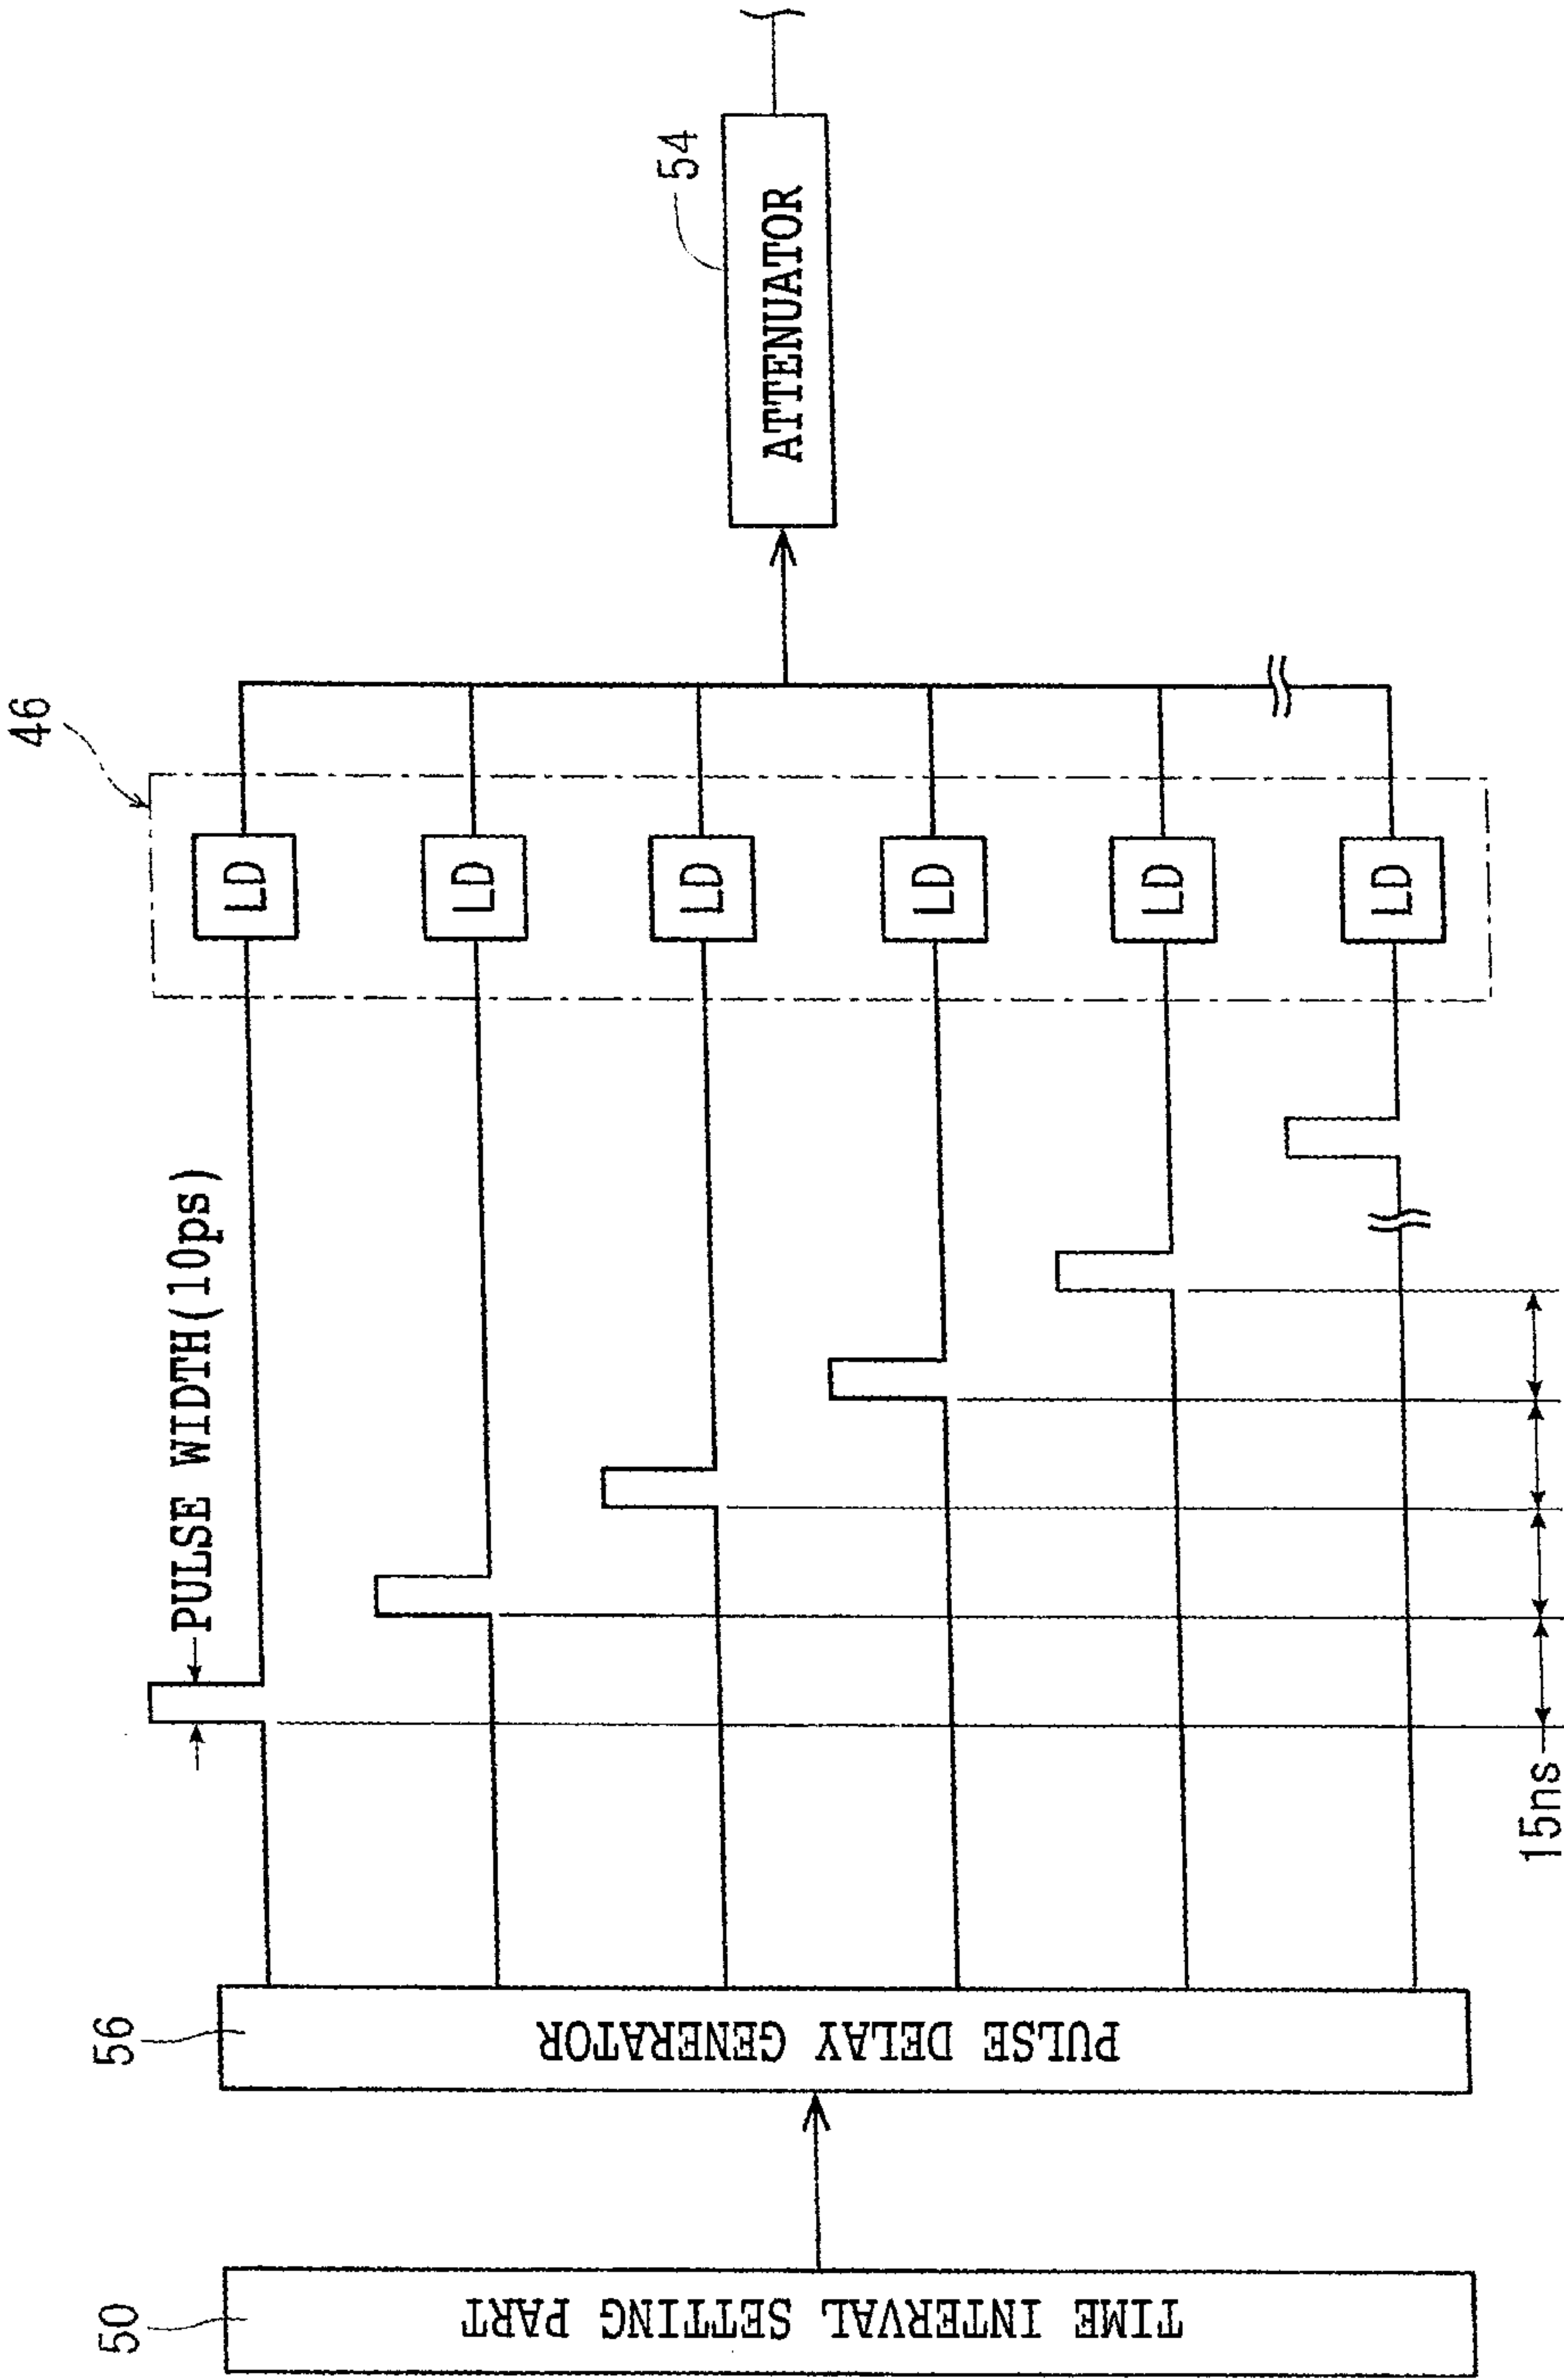 46
54
PULSE WIDTH(10ps)
LD
LD
LD
LD
LD
LD
ATTENUATOR
56
PULSE DELAY GENERATOR
50
TIME INTERVAL SETTING PART
15ns